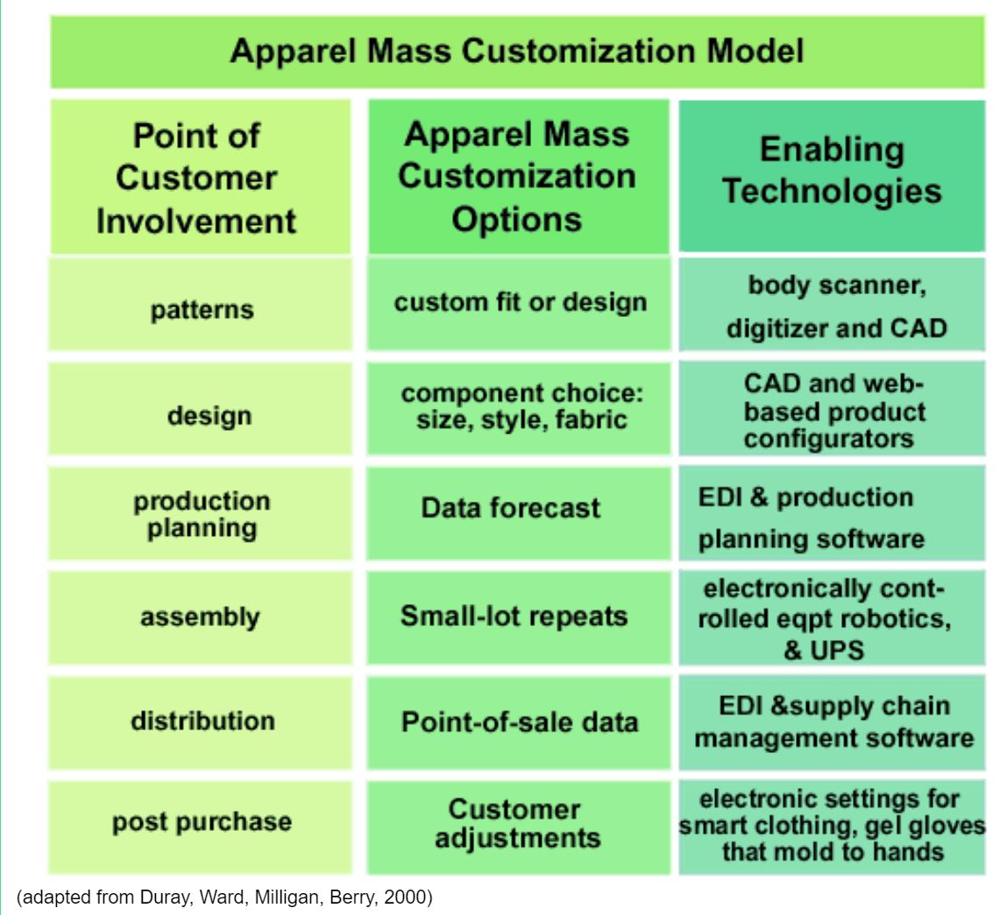 Apparel Mass Customization Model
Point of
Customer
Involvement
Apparel Mass
Customization
Options
Enabling
Technologies
patterns
custom fit or design
body scanner,
digitizer and CAD
design
component choice:
size, style, fabric
CAD and web-
based product
configurators
production
planning
Data forecast
EDI & production
planning software
assembly
Small-lot repeats
electronically cont-
rolled eqpt robotics,
& UPS
distribution
Point-of-sale data
EDI &supply chain
management software
post purchase
Customer
adjustments
electronic settings for
smart clothing, gel gloves
that mold to hands
(adapted from Duray, Ward, Milligan, Berry, 2000)